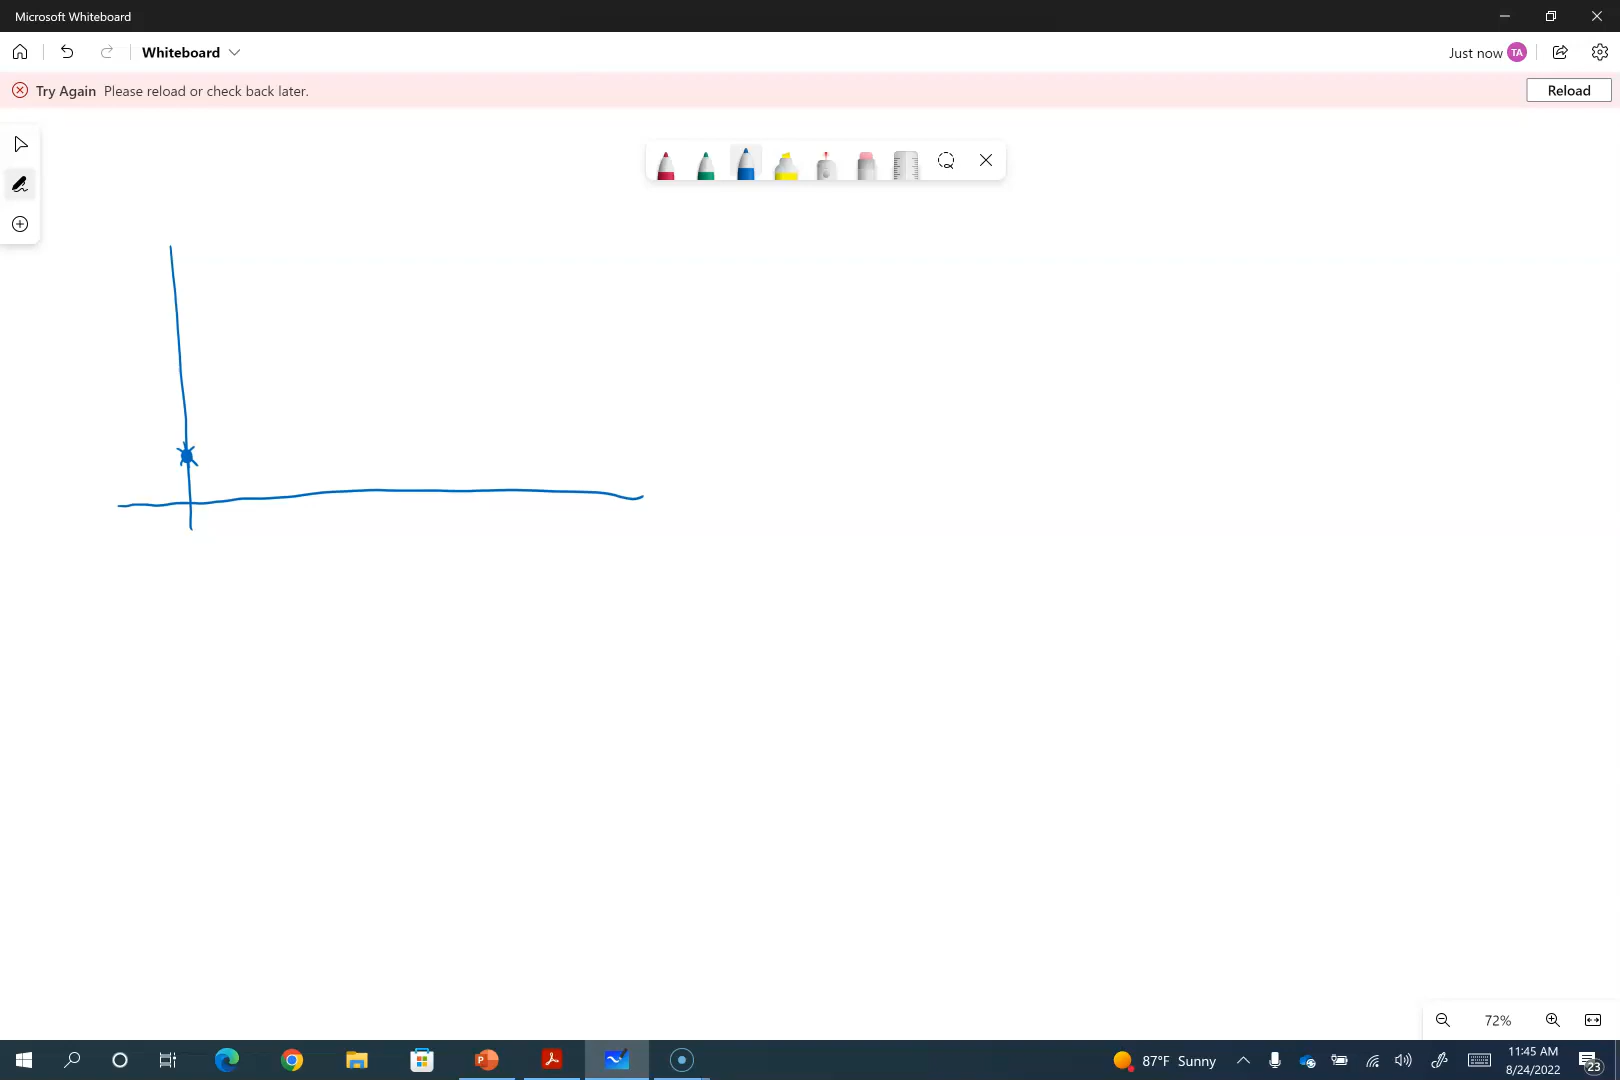 Microsoft Whiteboard
Whiteboard
Just now TA
Try Again Please reload or check back later.
Reload
72%
P
87°F Sunny
11:45 AM
8/24/2022
23